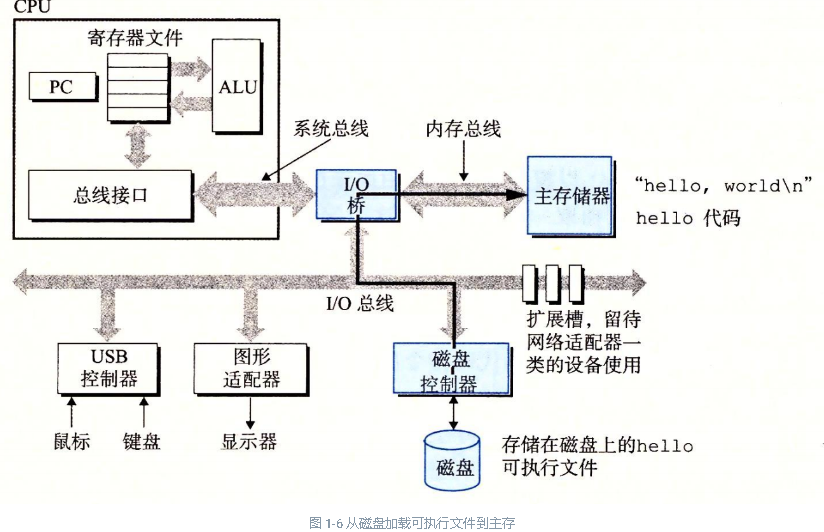 CPU
寄存器文件
PC
ALU
系统总线
内存总线
总线接口
I/O
桥
主存储器
“hello, world\n”
hello 代码
I/O 总线
扩展槽，留待
网络适配器一
类的设备使用
USB
控制器
图形
适配器
磁盘
控制器
鼠标
键盘
显示器
磁盘
存储在磁盘上的hello
可执行文件
图 1-6 从磁盘加载可执行文件到主存